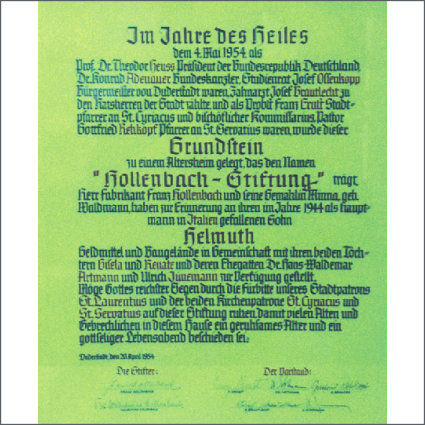 Im Jahre des Heiles
dem 4. Mai 1954, als
Prof. Dr. Theodor Heuss Präsident der Bundesrepublik Deutschland,
Dr. Konrad Adenauer Bundeskanzler, Studienrat Josef Ossenkopp
Bürgermeister von Duderstadt waren, Zahnarzt Josef Brautlecht zu
den Ratsherren der Stadt zählte und als Probst Franz Ernst Stadt-
pfarrer an St. Cyriacus und bischöflicher Kommissarius, Pastor
Gottfried Rehkopf Pfarrer an St. Servatius waren, wurde dieser
Grundstein
zu einem Altersheim gelegt, das den Namen
"Hollenbach-Stiftung" trägt.
Herr Fabrikant Franz Hollenbach und seine Gemahlin Minna, geb.
Waldmann, haben zur Erinnerung an ihren im Jahre 1944 als Haupt-
mann in Italien gefallenen Sohn
Helmuth
Geldmittel und Baugelände in Gemeinschaft mit ihren beiden Töch-
tern Gisela und Renate und deren Ehegatten Dr. Hans-Waldemar
Artmann und Ulrich Junemann zur Verfügung gestellt.
Möge Gottes reichster Segen durch die Fürbitte unseres Stadtpatrons
St. Laurentius und der beiden Kirchenpatrone St. Cyriacus und
St. Servatius auf dieser Stiftung ruhen, damit vielen Alten und
Gebrechlichen in diesem Hause ein geruhsames Alter und ein
gottseliger Lebensabend beschieden sei.
Duderstadt, den 20. April 1954
Die Stifter: Der Vorstand: